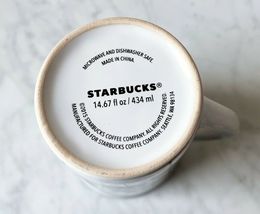 MICROWAVE AND DISHWASHER SAFE.
MADE IN CHINA.
STARBUCKS®
14.67 fl oz / 434 ml
©2015 STARBUCKS COFFEE COMPANY. ALL RIGHTS RESERVED.
MANUFACTURED FOR STARBUCKS COFFEE COMPANY, SEATTLE, WA 98134